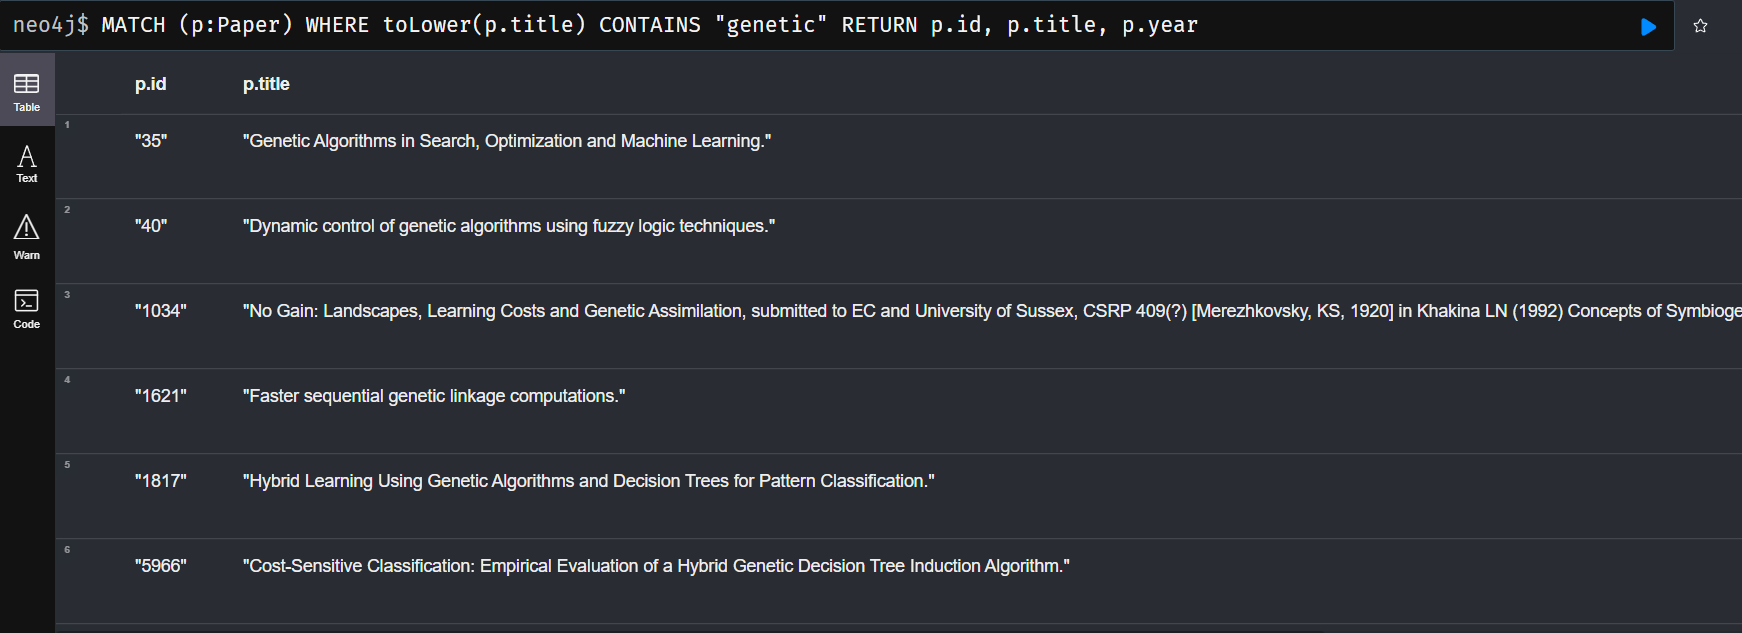 neo4j$ MATCH (p:Paper) WHERE toLower(p.title) CONTAINS "genetic" RETURN p.id, p.title, p.year
Table
Text
Warn
Code
p.id p.title
1 "35" "Genetic Algorithms in Search, Optimization and Machine Learning."
2 "40" "Dynamic control of genetic algorithms using fuzzy logic techniques."
3 "1034" "No Gain: Landscapes, Learning Costs and Genetic Assimilation, submitted to EC and University of Sussex, CSRP 409(?) [Merezhkovsky, KS, 1920] in Khakina LN (1992) Concepts of Symbioge
4 "1621" "Faster sequential genetic linkage computations."
5 "1817" "Hybrid Learning Using Genetic Algorithms and Decision Trees for Pattern Classification."
6 "5966" "Cost-Sensitive Classification: Empirical Evaluation of a Hybrid Genetic Decision Tree Induction Algorithm."